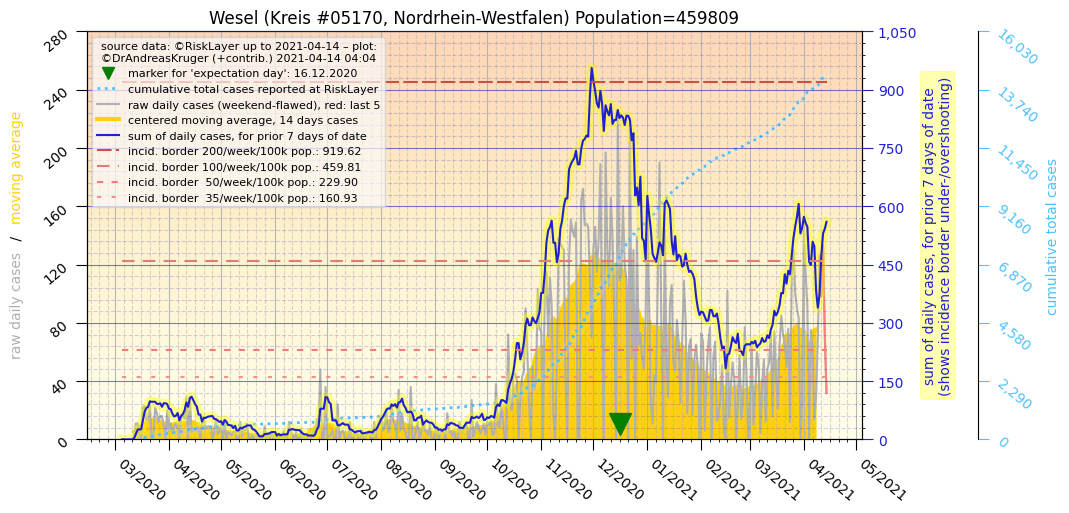 Wesel (Kreis #05170, Nordrhein-Westfalen) Population=459809
source data: ©RiskLayer up to 2021-04-14 – plot:
©DrAndreasKruger (+contrib.) 2021-04-14 04:04
marker for 'expectation day': 16.12.2020
cumulative total cases reported at RiskLayer
raw daily cases (weekend-flawed), red: last 5
centered moving average, 14 days cases
sum of daily cases, for prior 7 days of date
incid. border 200/week/100k pop.: 919.62
incid. border 100/week/100k pop.: 459.81
incid. border  50/week/100k pop.: 229.90
incid. border  35/week/100k pop.: 160.93
raw daily cases / moving average
280
240
200
160
120
80
40
0
03/2020
04/2020
05/2020
06/2020
07/2020
08/2020
09/2020
10/2020
11/2020
12/2020
01/2021
02/2021
03/2021
04/2021
05/2021
1,050
900
750
600
450
300
150
0
sum of daily cases, for prior 7 days of date
(shows incidence border under-/overshooting)
16,030
13,740
11,450
9,160
6,870
4,580
2,290
0
cumulative total cases